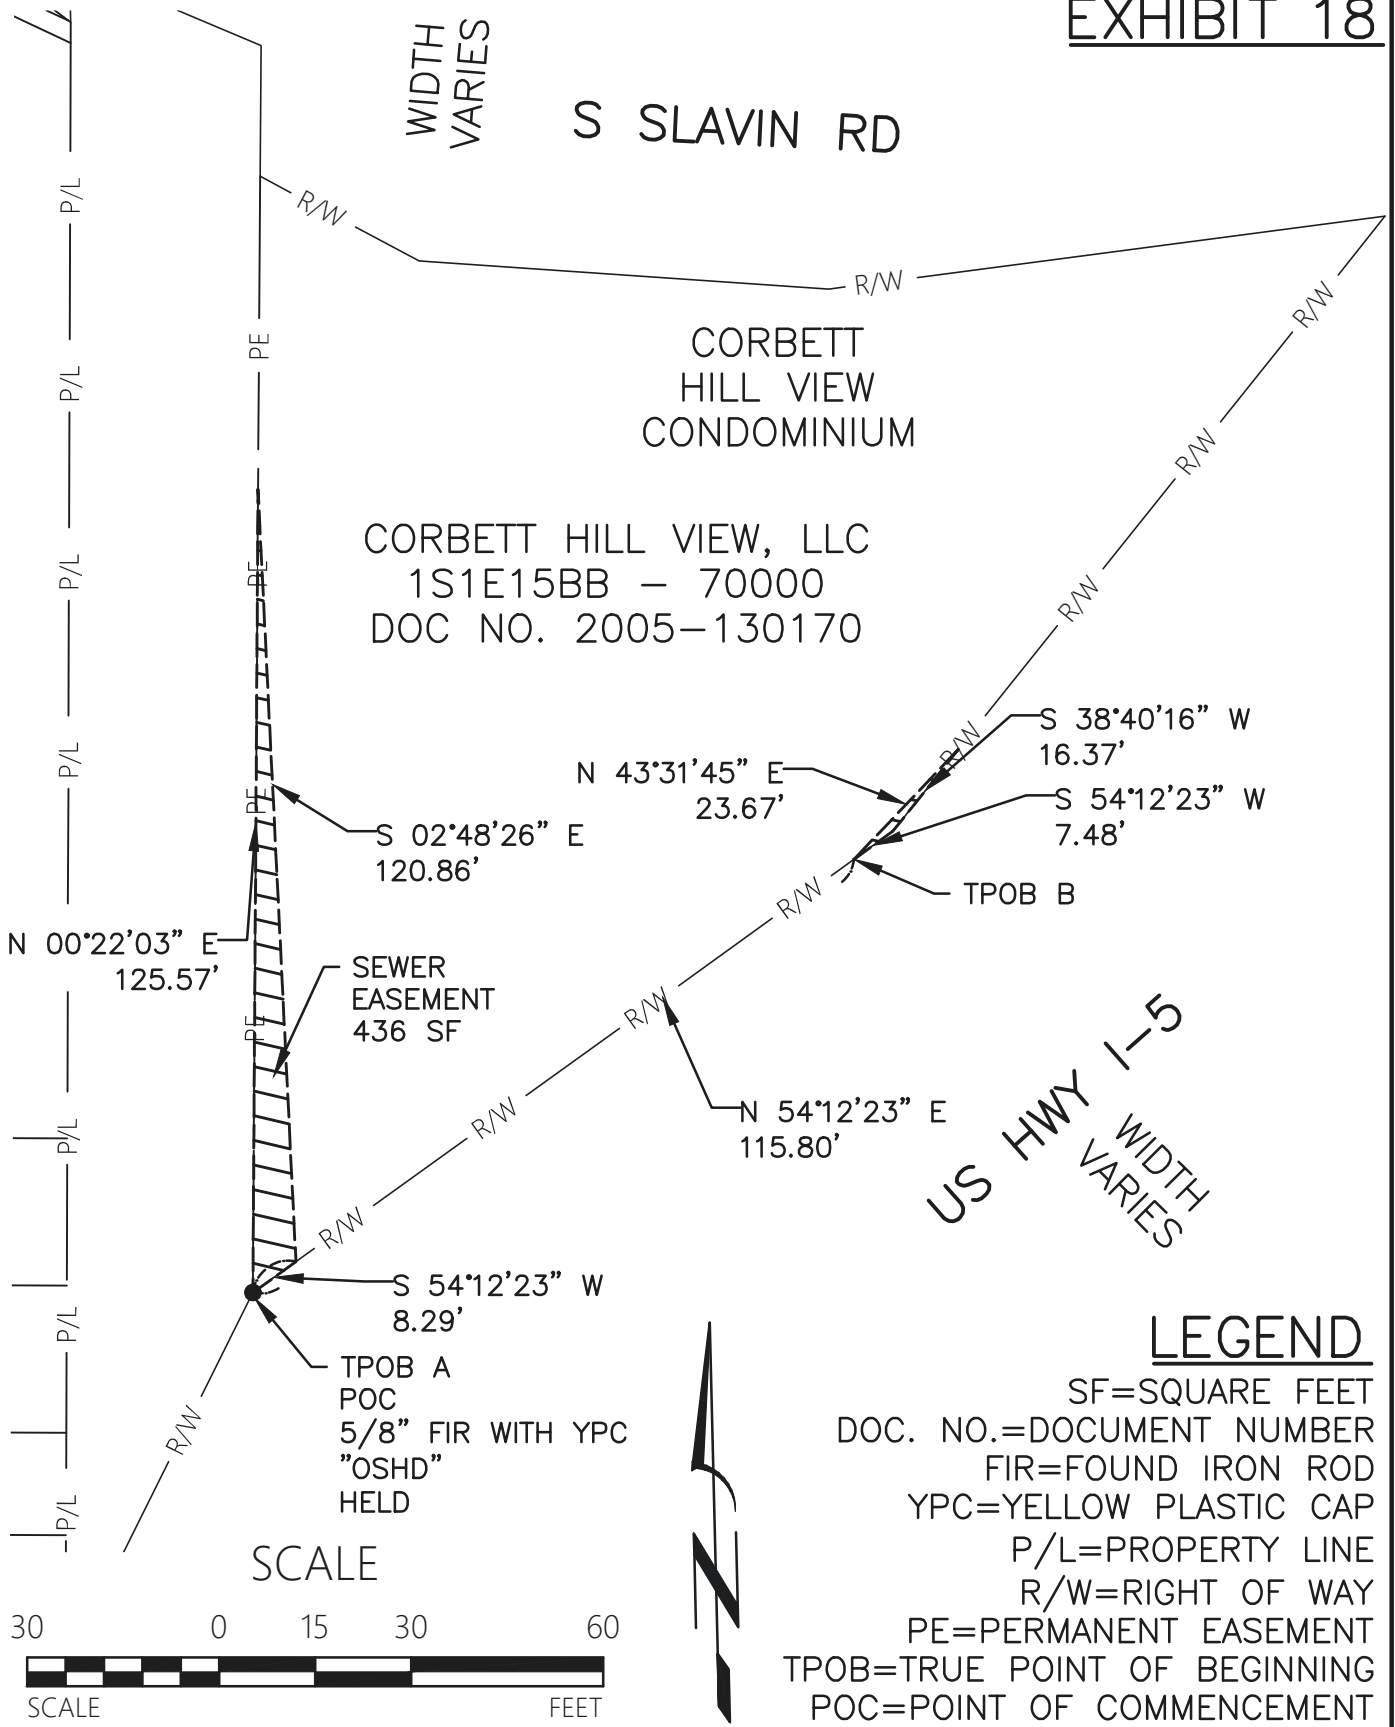 EXHIBIT 18
WIDTH
VARIES
S SLAVIN RD
P/L
R/W
R/W
R/W
PE
CORBETT
HILL VIEW
CONDOMINIUM
P/L
R/W
CORBETT HILL VIEW, LLC
1S1E15BB – 70000
DOC NO. 2005–130170
P/L
PE
R/W
P/L
R/W
S 38°40'16" W
16.37'
N 43°31'45" E
23.67'
S 54°12'23" W
7.48'
PE
S 02°48'26" E
120.86'
TPOB B
R/W
N 00°22'03" E
125.57'
SEWER
EASEMENT
436 SF
PE
R/W
N 54°12'23" E
115.80'
US HWY I–5
WIDTH
VARIES
P/L
R/W
R/W
S 54°12'23" W
8.29'
P/L
TPOB A
POC
5/8" FIR WITH YPC
"OSHD"
HELD
R/W
P/L
LEGEND
SF=SQUARE FEET
DOC. NO.=DOCUMENT NUMBER
FIR=FOUND IRON ROD
YPC=YELLOW PLASTIC CAP
P/L=PROPERTY LINE
R/W=RIGHT OF WAY
PE=PERMANENT EASEMENT
TPOB=TRUE POINT OF BEGINNING
POC=POINT OF COMMENCEMENT
N
SCALE
30 0 15 30 60
SCALE FEET